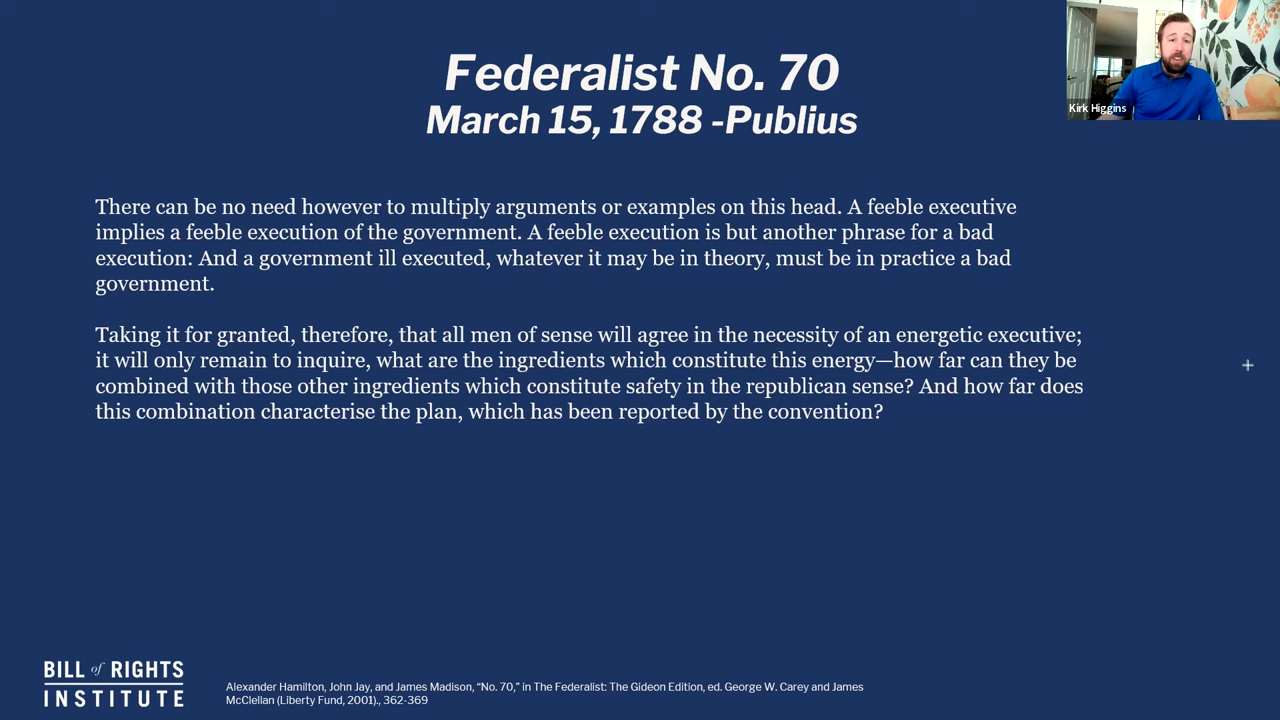 Federalist No. 70
March 15, 1788 -Publius
Kirk Higgins
There can be no need however to multiply arguments or examples on this head. A feeble executive
implies a feeble execution of the government. A feeble execution is but another phrase for a bad
execution: And a government ill executed, whatever it may be in theory, must be in practice a bad
government.
Taking it for granted, therefore, that all men of sense will agree in the necessity of an energetic executive;
it will only remain to inquire, what are the ingredients which constitute this energy—how far can they be
combined with those other ingredients which constitute safety in the republican sense? And how far does
this combination characterise the plan, which has been reported by the convention?
BILL of RIGHTS
INSTITUTE
Alexander Hamilton, John Jay, and James Madison, “No. 70,” in The Federalist: The Gideon Edition, ed. George W. Carey and James
McClellan (Liberty Fund, 2001)., 362-369